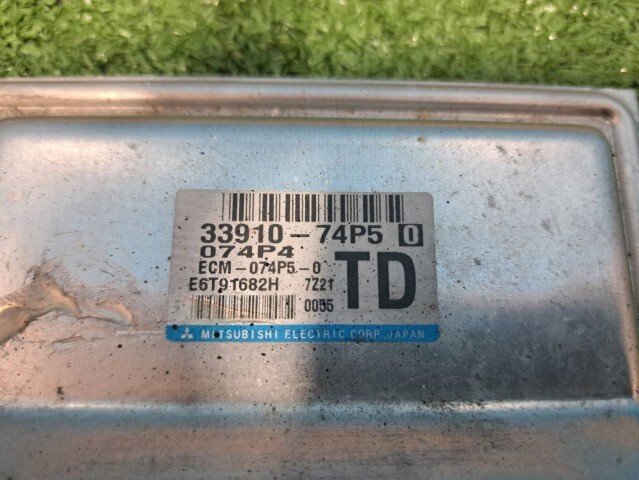 33910-74P5 0
074P4
ECM-074P5-0
TD
E6T91682H 7Z21
0055
MITSUBISHI ELECTRIC CORP. JAPAN